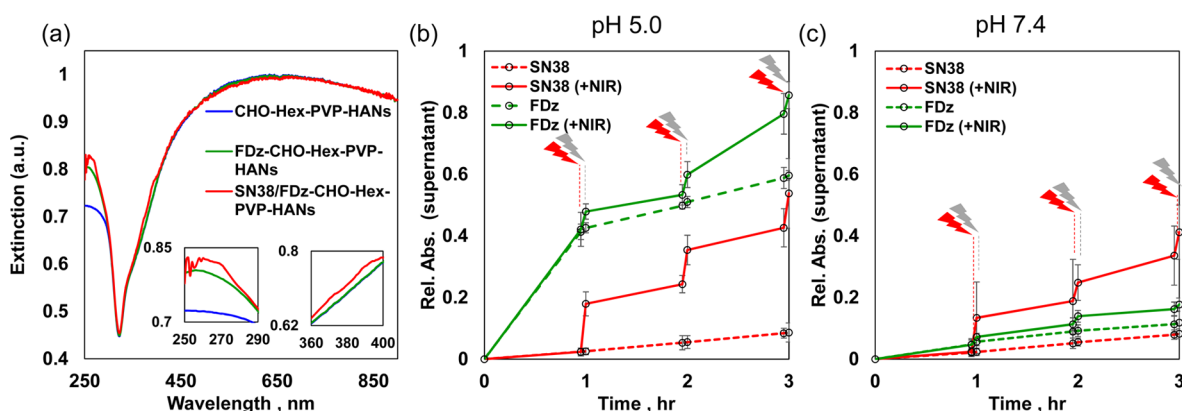 (a)
Extinction (a.u.)
1
0.9
0.8
0.7
0.6
0.5
0.4
CHO-Hex-PVP-HANs
FDz-CHO-Hex-PVP-
HANs
SN38/FDz-CHO-Hex-
PVP-HANs
0.85
0.7
250 260 270 280 290
0.8
0.62
360 380 400
250 450 650 850
Wavelength , nm
(b)
pH 5.0
Rel. Abs. (supernatant)
1
0.8
0.6
0.4
0.2
0
SN38
SN38 (+NIR)
FDz
FDz (+NIR)
0 1 2 3
Time , hr
(c)
pH 7.4
Rel. Abs. (supernatant)
1
0.8
0.6
0.4
0.2
0
SN38
SN38 (+NIR)
FDz
FDz (+NIR)
0 1 2 3
Time , hr